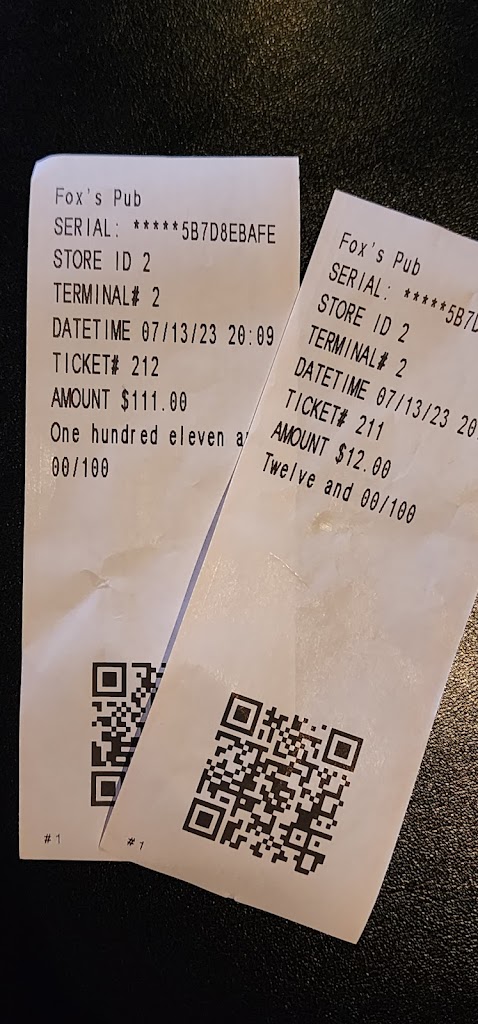 Fox's Pub
SERIAL: *****5B7D8EBAFE
STORE ID 2
TERMINAL# 2
DATETIME 07/13/23 20:09
TICKET# 212
AMOUNT $111.00
One hundred eleven
00/100
#1
Fox's Pub
SERIAL: *****5B7D
STORE ID 2
TERMINAL# 2
DATETIME 07/13/23 20
TICKET# 211
AMOUNT $12.00
Twelve and 00/100
#1